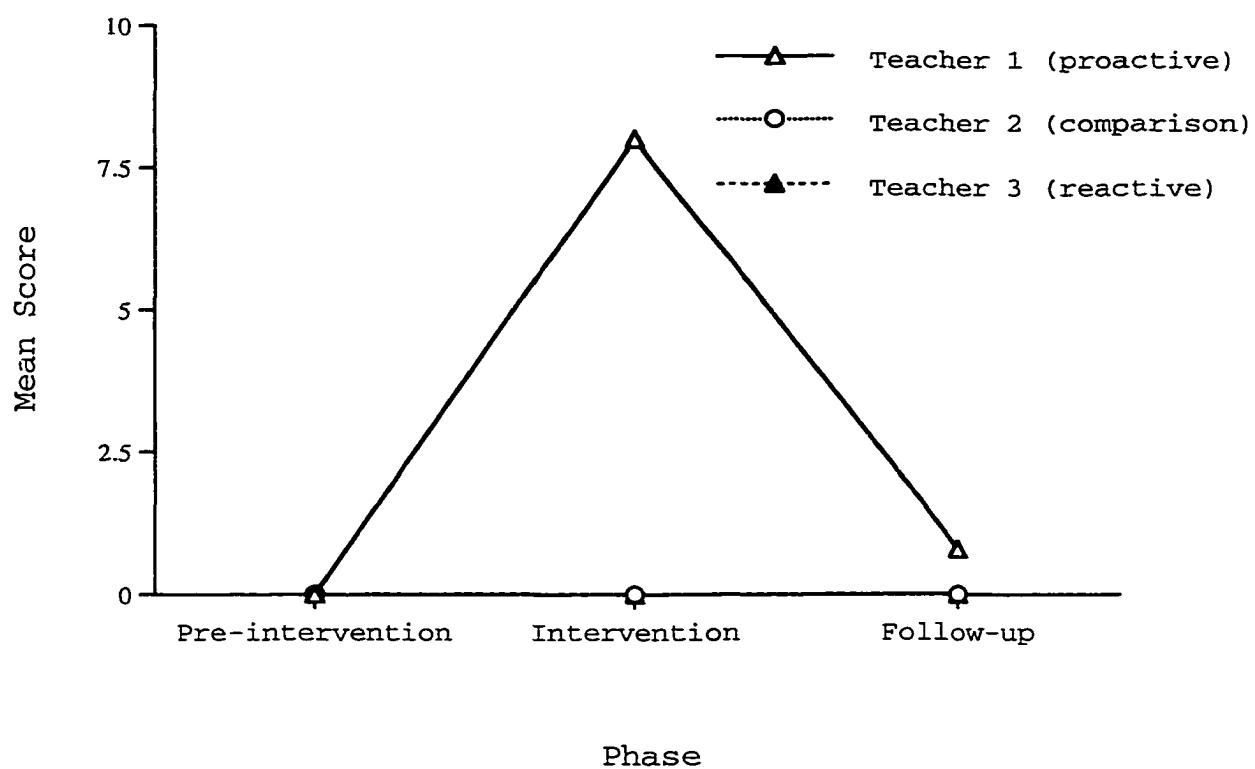 10
Teacher 1 (proactive)
Teacher 2 (comparison)
7.5
Teacher 3 (reactive)
Mean Score
5
2.5
0
Pre-intervention Intervention Follow-up
Phase